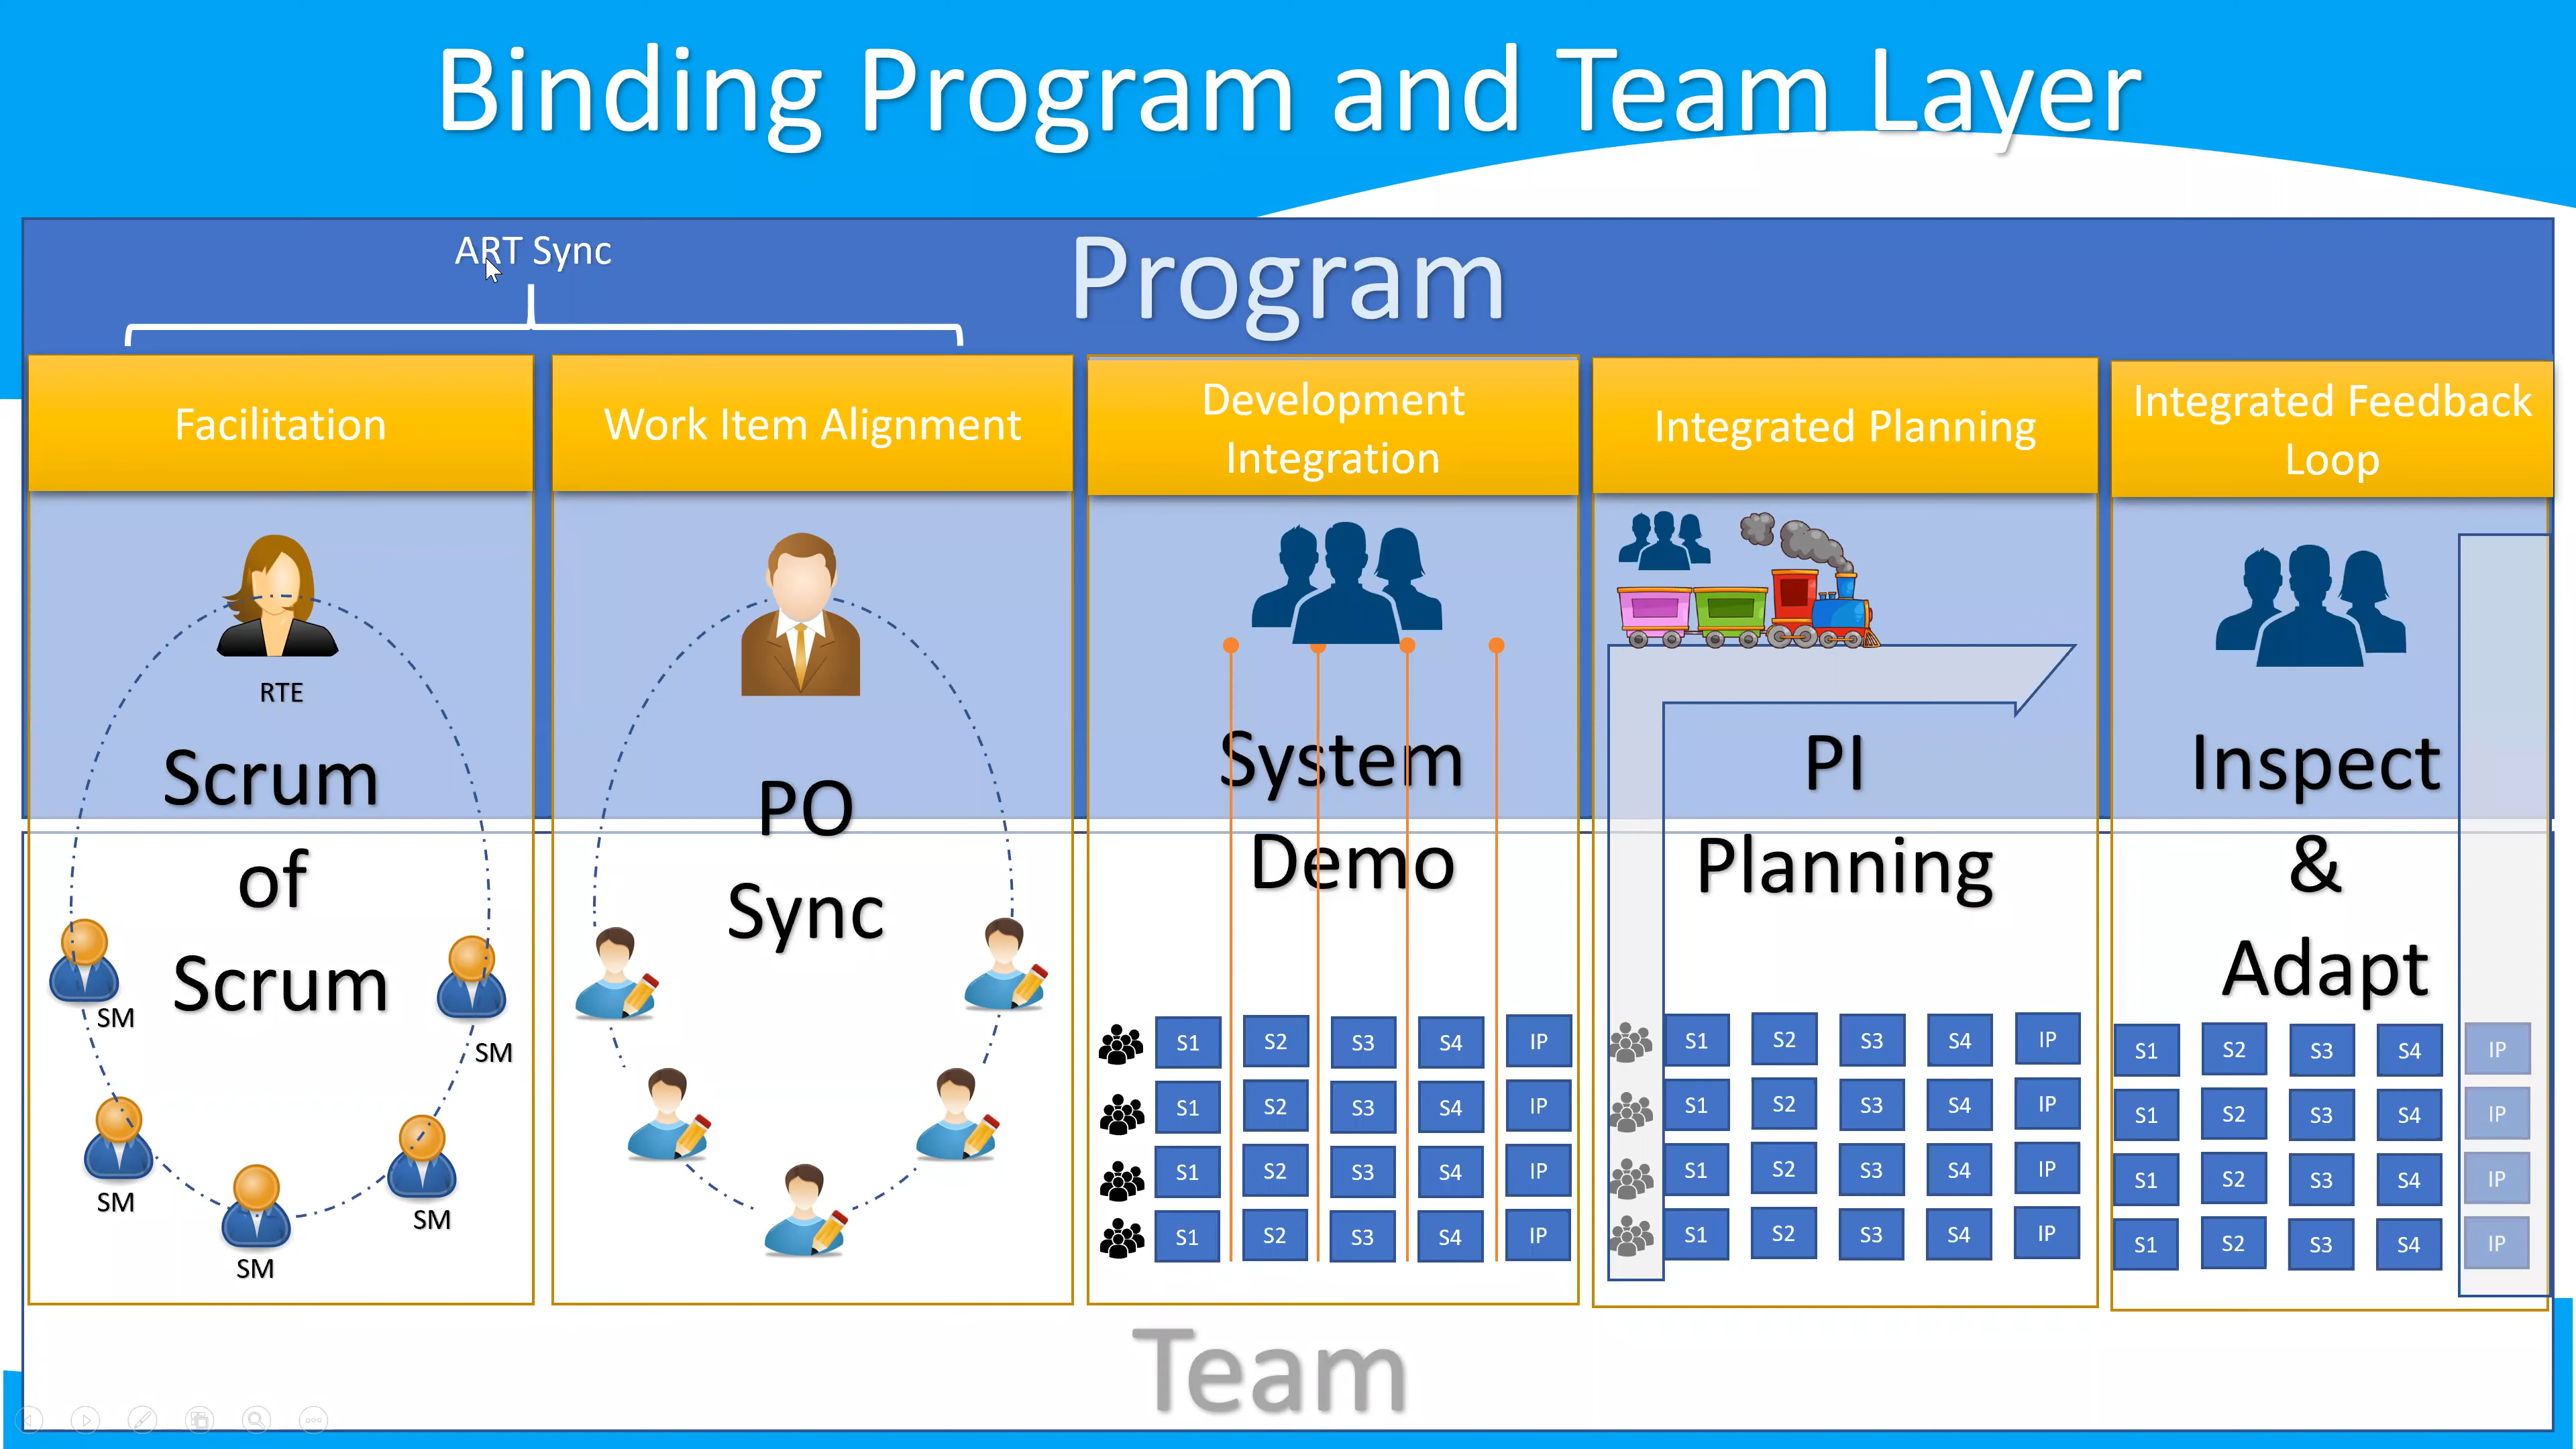 Binding Program and Team Layer
ART Sync
Program
Facilitation
Work Item Alignment
Development
Integration
Integrated Planning
Integrated Feedback
Loop
RTE
Scrum
of
Scrum
SM
SM
SM
SM
SM
PO
Sync
System
Demo
S1 S2 S3 S4 IP
S1 S2 S3 S4 IP
S1 S2 S3 S4 IP
S1 S2 S3 S4 IP
PI
Planning
S1 S2 S3 S4 IP
S1 S2 S3 S4 IP
S1 S2 S3 S4 IP
S1 S2 S3 S4 IP
Inspect
&
Adapt
S1 S2 S3 S4 IP
S1 S2 S3 S4 IP
S1 S2 S3 S4 IP
S1 S2 S3 S4 IP
Team